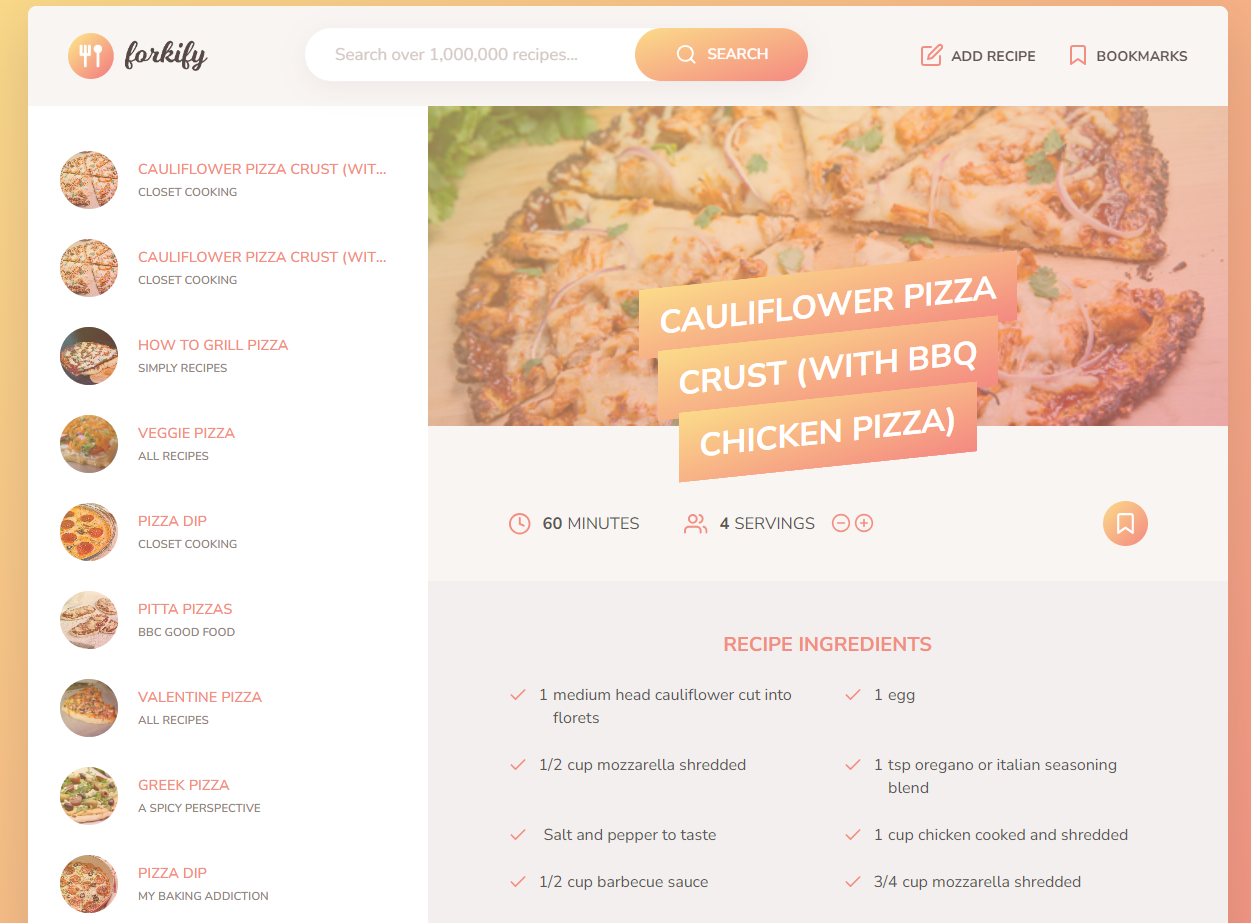 forkify
Search over 1,000,000 recipes...
SEARCH
ADD RECIPE
BOOKMARKS
CAULIFLOWER PIZZA CRUST (WIT...
CLOSET COOKING
CAULIFLOWER PIZZA CRUST (WIT...
CLOSET COOKING
HOW TO GRILL PIZZA
SIMPLY RECIPES
VEGGIE PIZZA
ALL RECIPES
PIZZA DIP
CLOSET COOKING
PITTA PIZZAS
BBC GOOD FOOD
VALENTINE PIZZA
ALL RECIPES
GREEK PIZZA
A SPICY PERSPECTIVE
PIZZA DIP
MY BAKING ADDICTION
CAULIFLOWER PIZZA
CRUST (WITH BBQ
CHICKEN PIZZA)
60 MINUTES
4 SERVINGS
RECIPE INGREDIENTS
1 medium head cauliflower cut into
florets
1 egg
1/2 cup mozzarella shredded
1 tsp oregano or italian seasoning
blend
Salt and pepper to taste
1 cup chicken cooked and shredded
1/2 cup barbecue sauce
3/4 cup mozzarella shredded